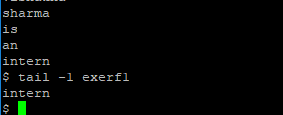 sharma
is
an
intern
$ tail -1 exerf1
intern
$